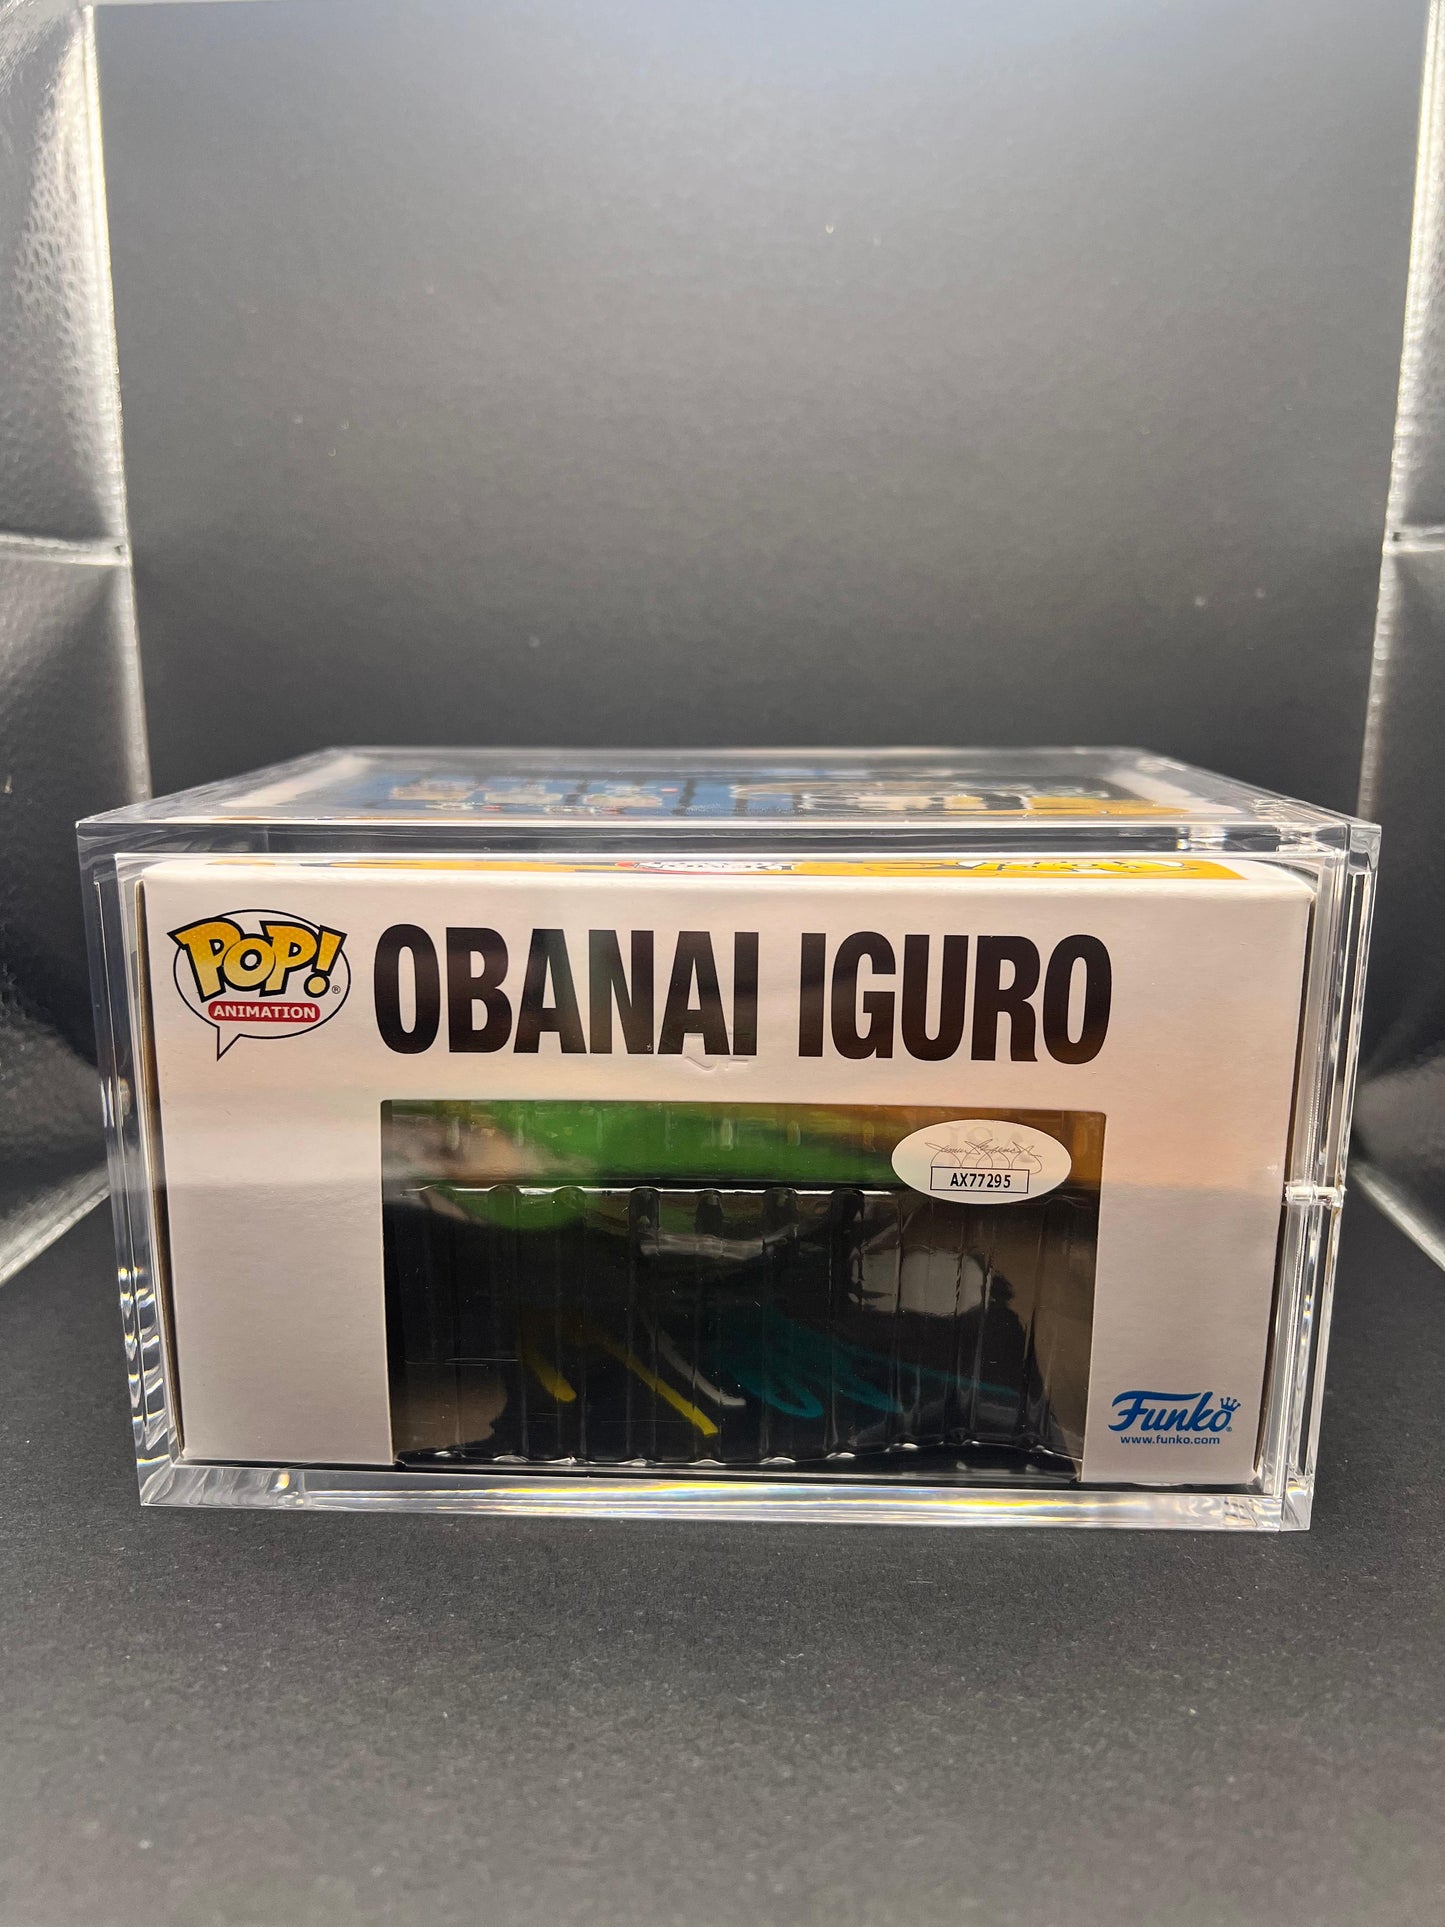 POP!
ANIMATION
OBANAI IGURO
AX77295
Funko
www.funko.com